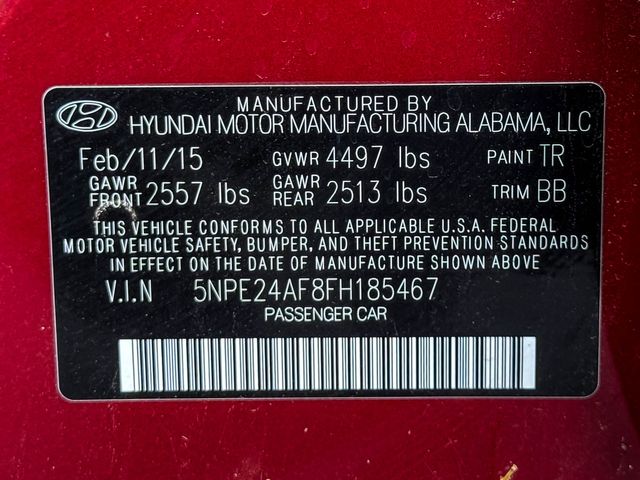 MANUFACTURED BY
HYUNDAI MOTOR MANUFACTURING ALABAMA, LLC
Feb/11/15 GVWR 4497 lbs PAINT TR
GAWR FRONT 2557 lbs GAWR REAR 2513 lbs TRIM BB
THIS VEHICLE CONFORMS TO ALL APPLICABLE U.S.A. FEDERAL
MOTOR VEHICLE SAFETY, BUMPER, AND THEFT PREVENTION STANDARDS
IN EFFECT ON THE DATE OF MANUFACTURE SHOWN ABOVE
V.I.N 5NPE24AF8FH185467
PASSENGER CAR